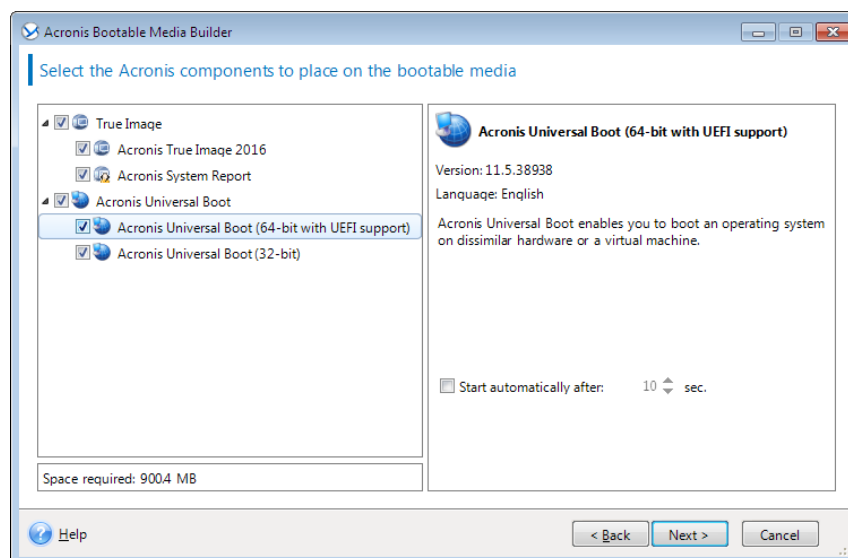 Acronis Bootable Media Builder
Select the Acronis components to place on the bootable media
True Image
Acronis True Image 2016
Acronis System Report
Acronis Universal Boot
Acronis Universal Boot (64-bit with UEFI support)
Acronis Universal Boot (32-bit)
Space required: 900.4 MB
Acronis Universal Boot (64-bit with UEFI support)
Version: 11.5.38938
Language: English
Acronis Universal Boot enables you to boot an operating system
on dissimilar hardware or a virtual machine.
Start automatically after: 10 sec.
Help
< Back
Next >
Cancel